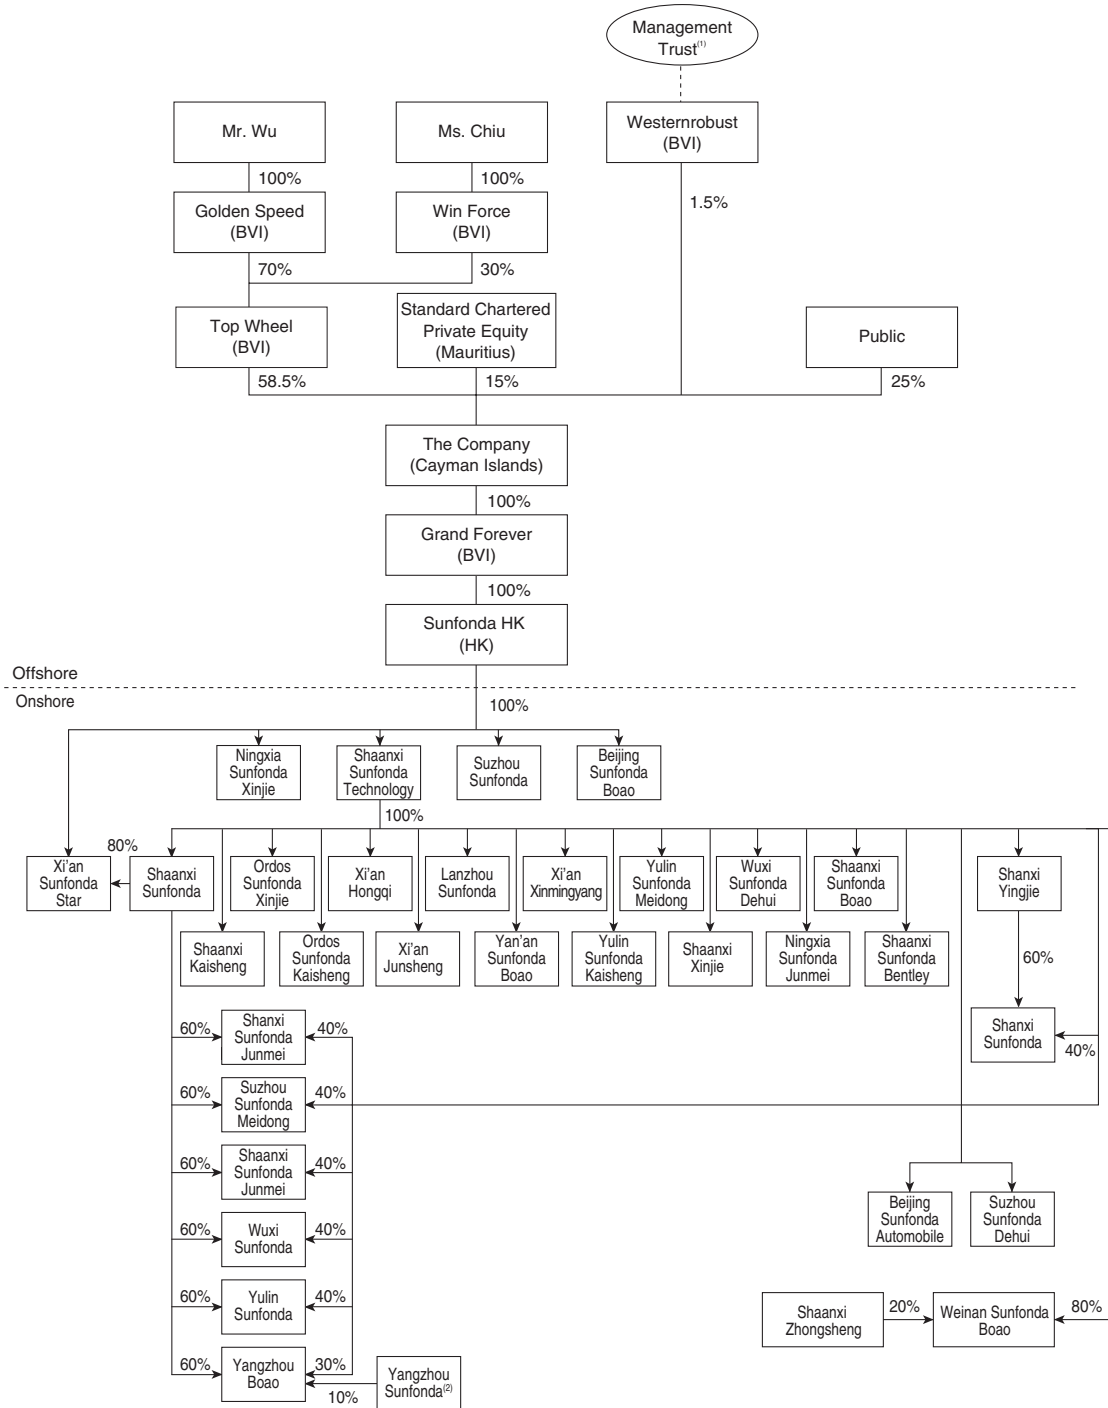 Management
Trust(1)
Mr. Wu
Ms. Chiu
Westernrobust
(BVI)
100%
100%
1.5%
Golden Speed
(BVI)
Win Force
(BVI)
70%
30%
Top Wheel
(BVI)
Standard Chartered
Private Equity
(Mauritius)
Public
58.5%
15%
25%
The Company
(Cayman Islands)
100%
Grand Forever
(BVI)
100%
Sunfonda HK
(HK)
Offshore
Onshore
100%
Ningxia
Sunfonda
Xinjie
Shaanxi
Sunfonda
Technology
Suzhou
Sunfonda
Beijing
Sunfonda
Boao
100%
80%
Xi'an
Sunfonda
Star
Shaanxi
Sunfonda
Ordos
Sunfonda
Xinjie
Xi'an
Hongqi
Lanzhou
Sunfonda
Xi'an
Xinmingyang
Yulin
Sunfonda
Meidong
Wuxi
Sunfonda
Dehui
Shaanxi
Sunfonda
Boao
Shanxi
Yingjie
Shaanxi
Kaisheng
Ordos
Sunfonda
Kaisheng
Xi'an
Junsheng
Yan'an
Sunfonda
Boao
Yulin
Sunfonda
Kaisheng
Shaanxi
Xinjie
Ningxia
Sunfonda
Junmei
Shaanxi
Sunfonda
Bentley
60%
Shanxi
Sunfonda
40%
60%
Shanxi
Sunfonda
Junmei
40%
60%
Suzhou
Sunfonda
Meidong
40%
60%
Shaanxi
Sunfonda
Junmei
40%
Beijing
Sunfonda
Automobile
Suzhou
Sunfonda
Dehui
60%
Wuxi
Sunfonda
40%
60%
Yulin
Sunfonda
40%
Shaanxi
Zhongsheng
20%
Weinan Sunfonda
Boao
80%
60%
Yangzhou
Boao
30%
10%
Yangzhou
Sunfonda(2)